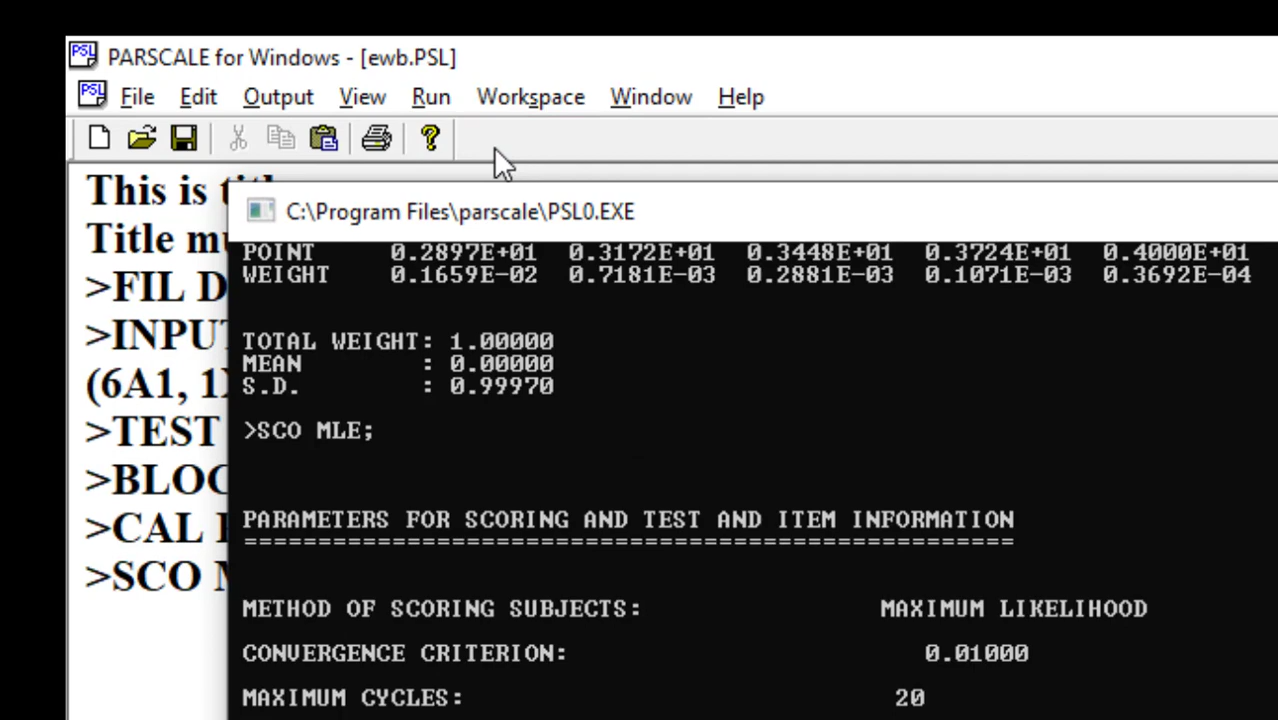 PARSCALE for Windows - [ewb.PSL]
File Edit Output View Run Workspace Window Help
This is
Title
>FIL
>INPUT
(6A1,
>TEST
>BLOC
>CAL
>SCO
C:\Program Files\parscale\PSL0.EXE
POINT 0.2897E+01 0.3172E+01 0.3448E+01 0.3724E+01 0.4000E+01
WEIGHT 0.1659E-02 0.7181E-03 0.2881E-03 0.1071E-03 0.3692E-04
TOTAL WEIGHT: 1.00000
MEAN : 0.00000
S.D. : 0.99970
>SCO MLE;
PARAMETERS FOR SCORING AND TEST AND ITEM INFORMATION
====================================================
METHOD OF SCORING SUBJECTS: MAXIMUM LIKELIHOOD
CONVERGENCE CRITERION: 0.01000
MAXIMUM CYCLES: 20